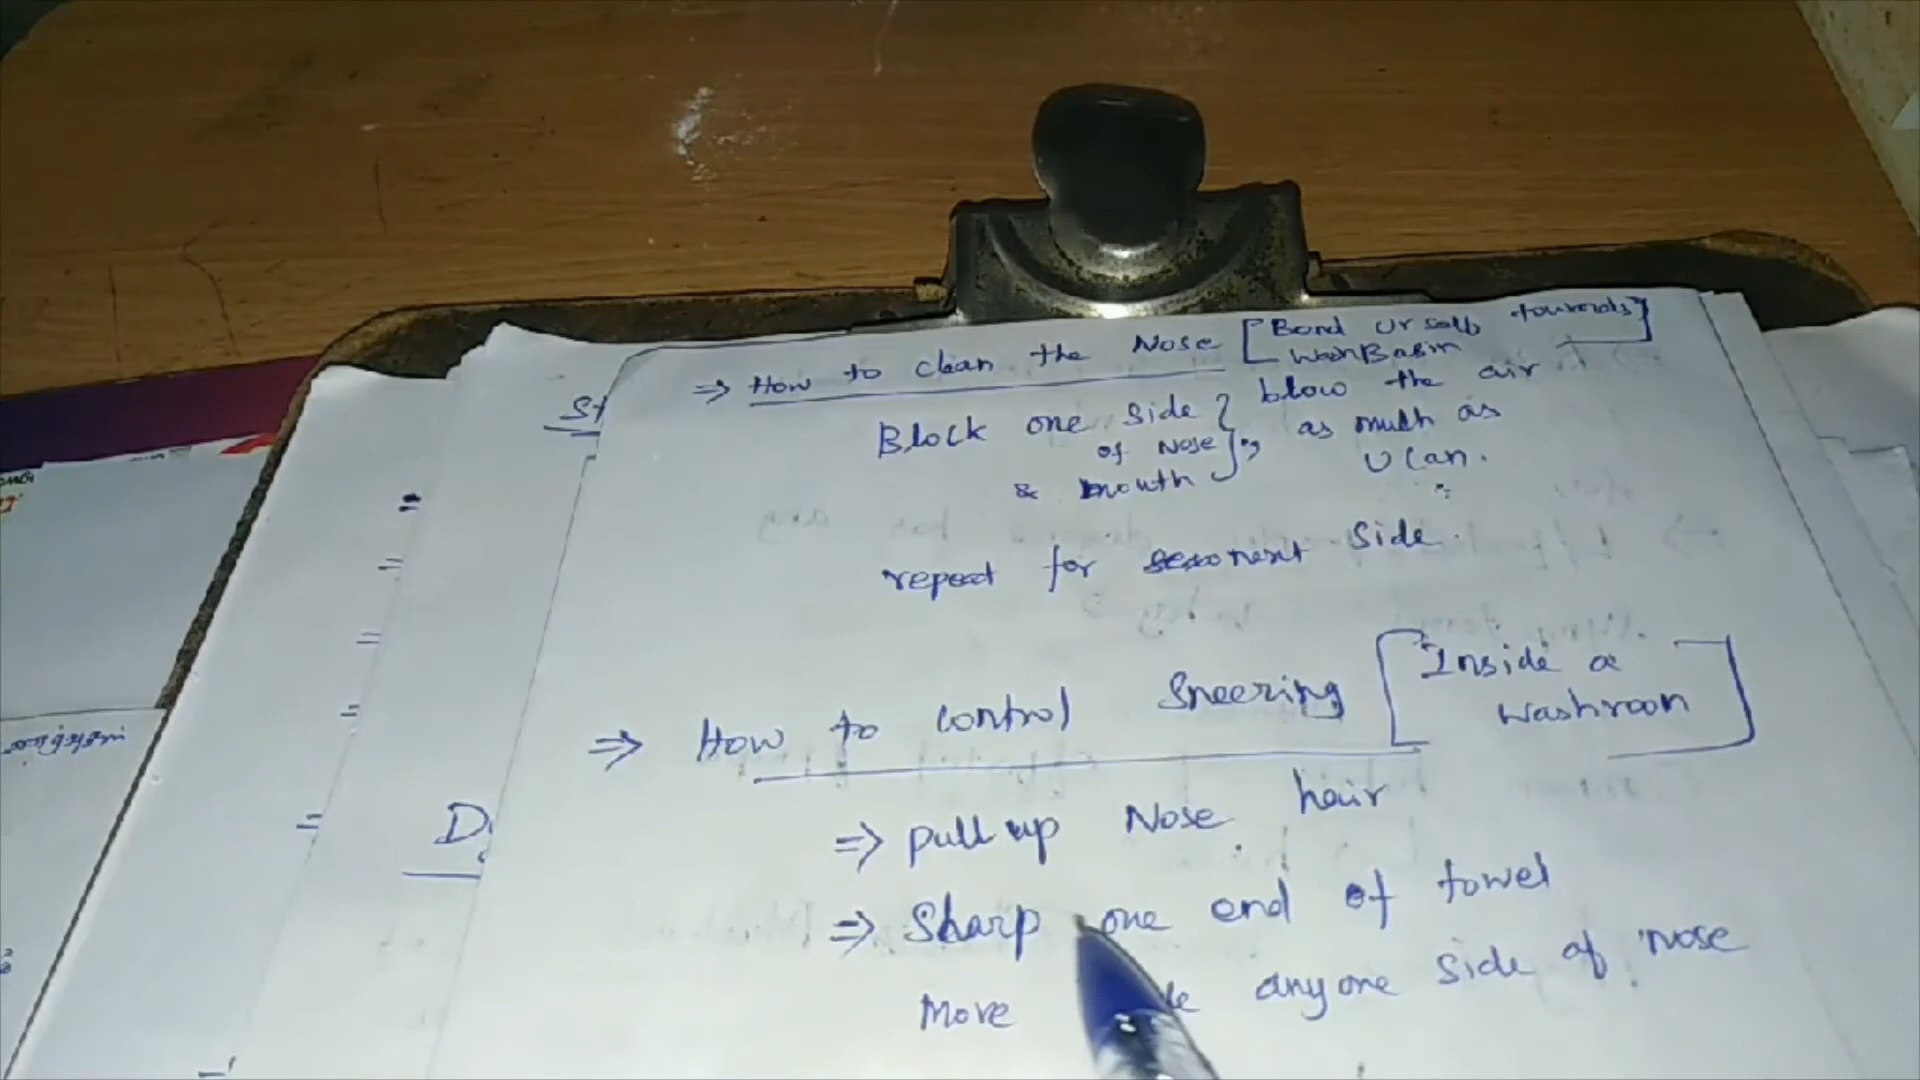 ⇒ How to clean the Nose [Bend Ur self towards
WashBasin]
Block one side } blow the air
of Nose , as much as
& mouth U can.
repeat for next side.
⇒ How to control Sneezing [Inside a
washroom]
⇒ pull up Nose hair
⇒ Sharp one end of towel
Move anyone side of Nose
St
D